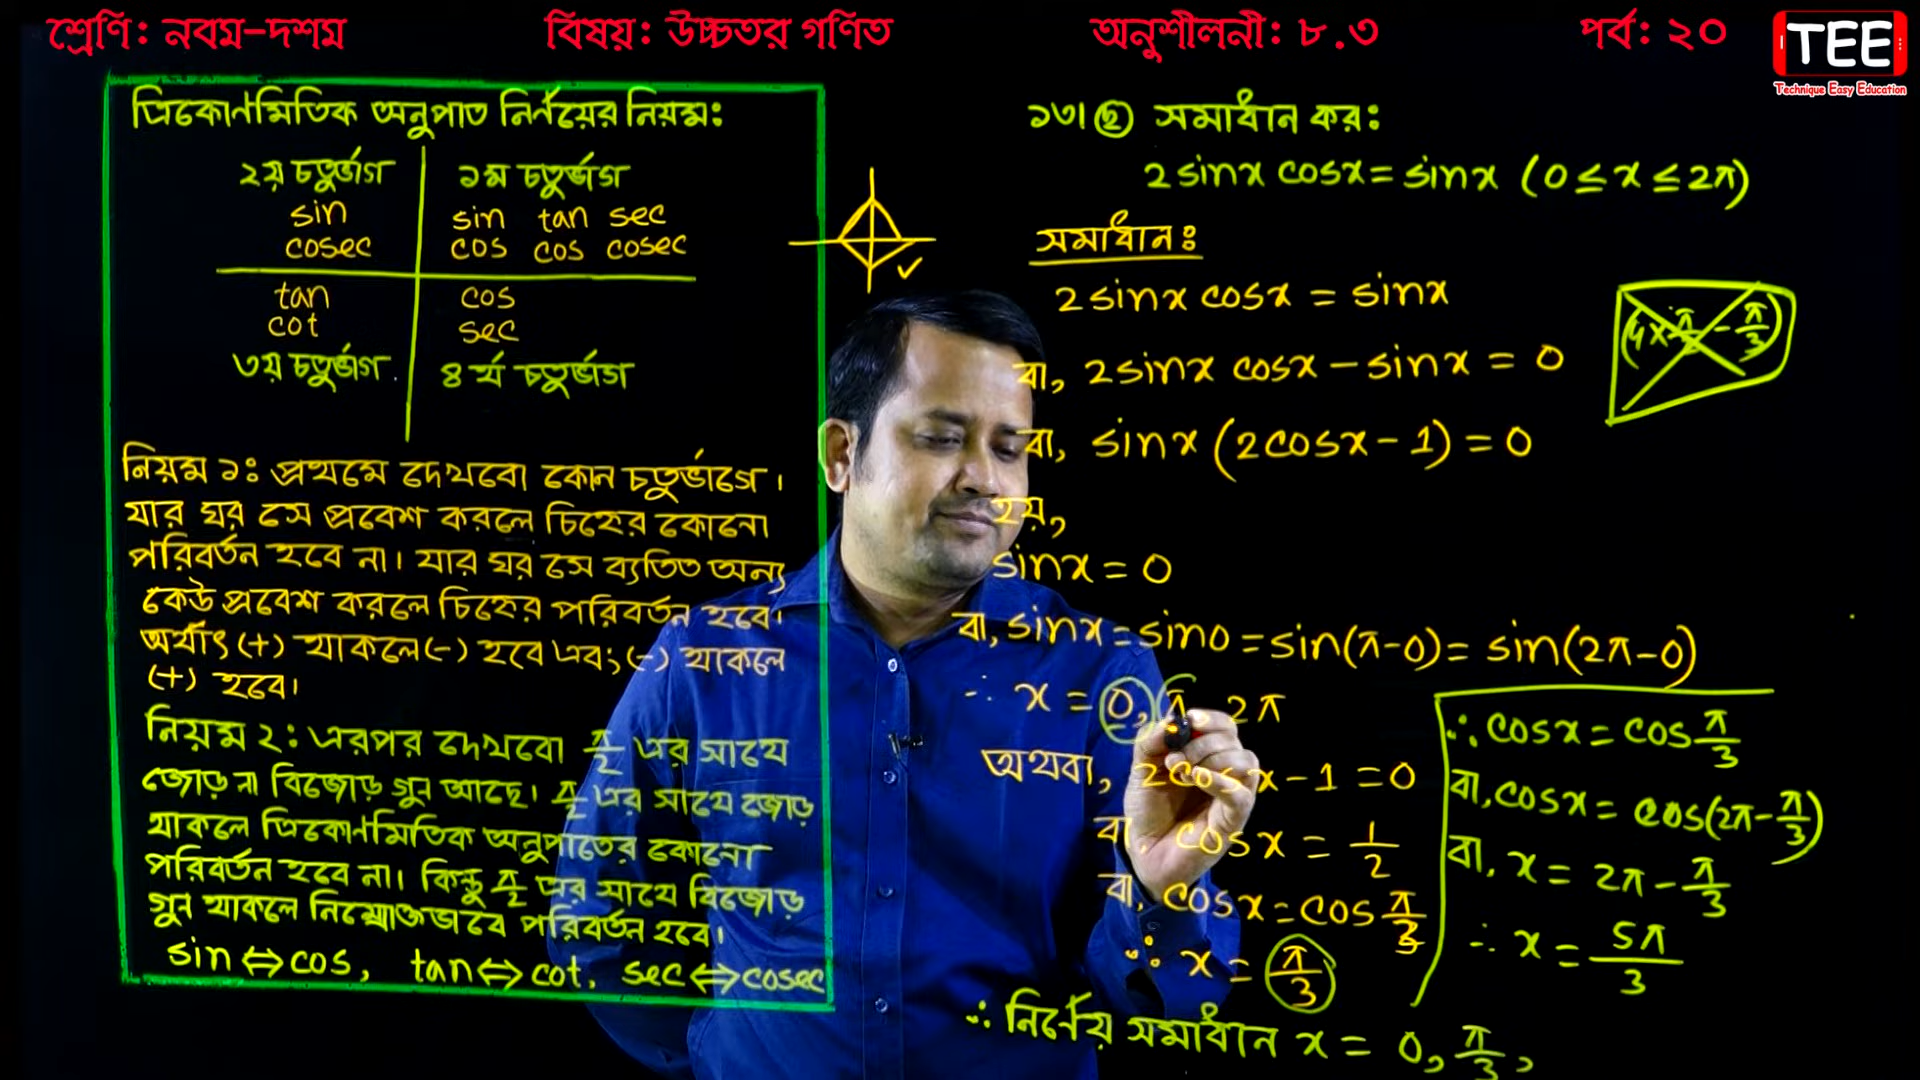 শ্রেণি: নবম-দশম
বিষয়: উচ্চতর গণিত
অনুশীলনী: ৮.৩
পর্ব: ২০
TEE
Technique Easy Education
ত্রিকোণমিতিক অনুপাত নির্ণয়ের নিয়ম:
২য় চতুর্ভাগ
sin
cosec
১ম চতুর্ভাগ
sin tan sec
cos cos cosec
tan
cot
৩য় চতুর্ভাগ
cos
sec
৪র্থ চতুর্ভাগ
নিয়ম ১: প্রথমে দেখবো কোন চতুর্ভাগে।
যার ঘর সে প্রবেশ করলে চিহ্নের কোনো
পরিবর্তন হবে না। যার ঘর সে ব্যতিত অন্য
কেউ প্রবেশ করলে চিহ্নের পরিবর্তন হবে।
অর্থাৎ (+) থাকলে (-) হবে এবং (-) থাকলে
(+) হবে।
নিয়ম ২: এরপর দেখবো π/2 এর সাথে
জোড় না বিজোড় গুন আছে। π/2 এর সাথে জোড়
থাকলে ত্রিকোণমিতিক অনুপাতের কোনো
পরিবর্তন হবে না। কিন্তু π/2 এর সাথে বিজোড়
গুন থাকলে নিম্মোক্তভাবে পরিবর্তন হবে।
sin⇔cos, tan⇔cot, sec⇔cosec
১৩। ছ সমাধান কর:
2sinx cosx = sinx (0 ≤ x ≤ 2π)
সমাধান:
2sinx cosx = sinx
বা, 2sinx cosx − sinx = 0
বা, sinx (2cosx − 1) = 0
হয়,
sinx = 0
বা, sinx = sin0 = sin(π−0) = sin(2π−0)
∴ x = 0, π, 2π
অথবা, 2cosx − 1 = 0
বা, cosx = 1/2
বা, cosx = cos π/3
∴ x = π/3
∴ cosx = cos π/3
বা, cosx = cos(2π − π/3)
বা, x = 2π − π/3
∴ x = 5π/3
∴ নির্ণেয় সমাধান x = 0, π/3,